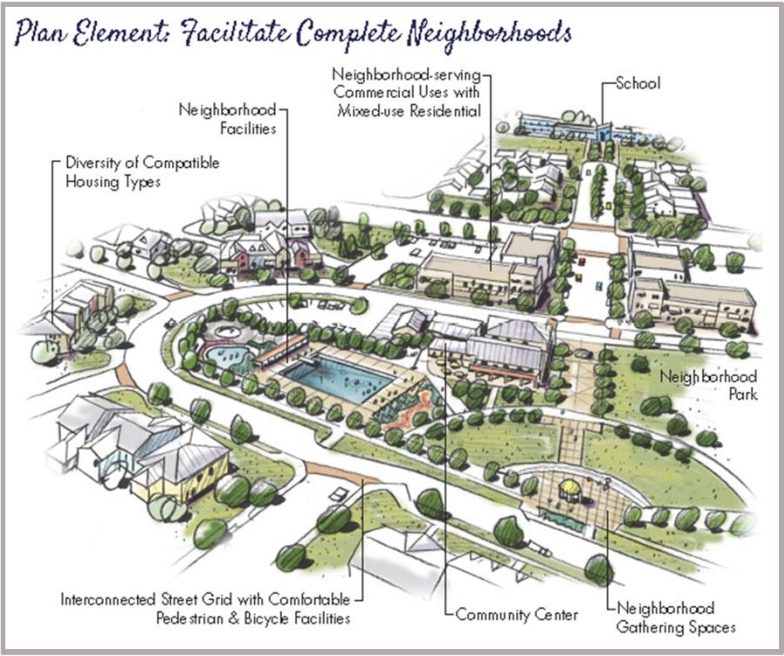 Plan Element: Facilitate Complete Neighborhoods
Neighborhood-serving
Commercial Uses with
Mixed-use Residential
School
Neighborhood
Facilities
Diversity of Compatible
Housing Types
Neighborhood
Park
Interconnected Street Grid with Comfortable
Pedestrian & Bicycle Facilities
Community Center
Neighborhood
Gathering Spaces